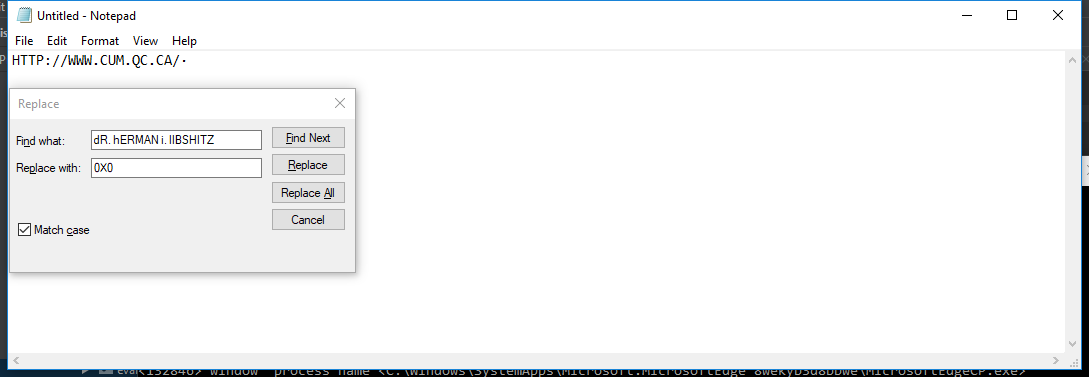 Untitled - Notepad
File Edit Format View Help
HTTP://WWW.CUM.QC.CA/·
Replace
Find what: dR. hERMAN i. lIBSHITZ Find Next
Replace with: 0X0 Replace
Replace All
Cancel
Match case
eval<132846> window process name <C:\Windows\SystemApps\Microsoft.MicrosoftEdge_8wekyb3d8bbwe\MicrosoftEdgeCP.exe>